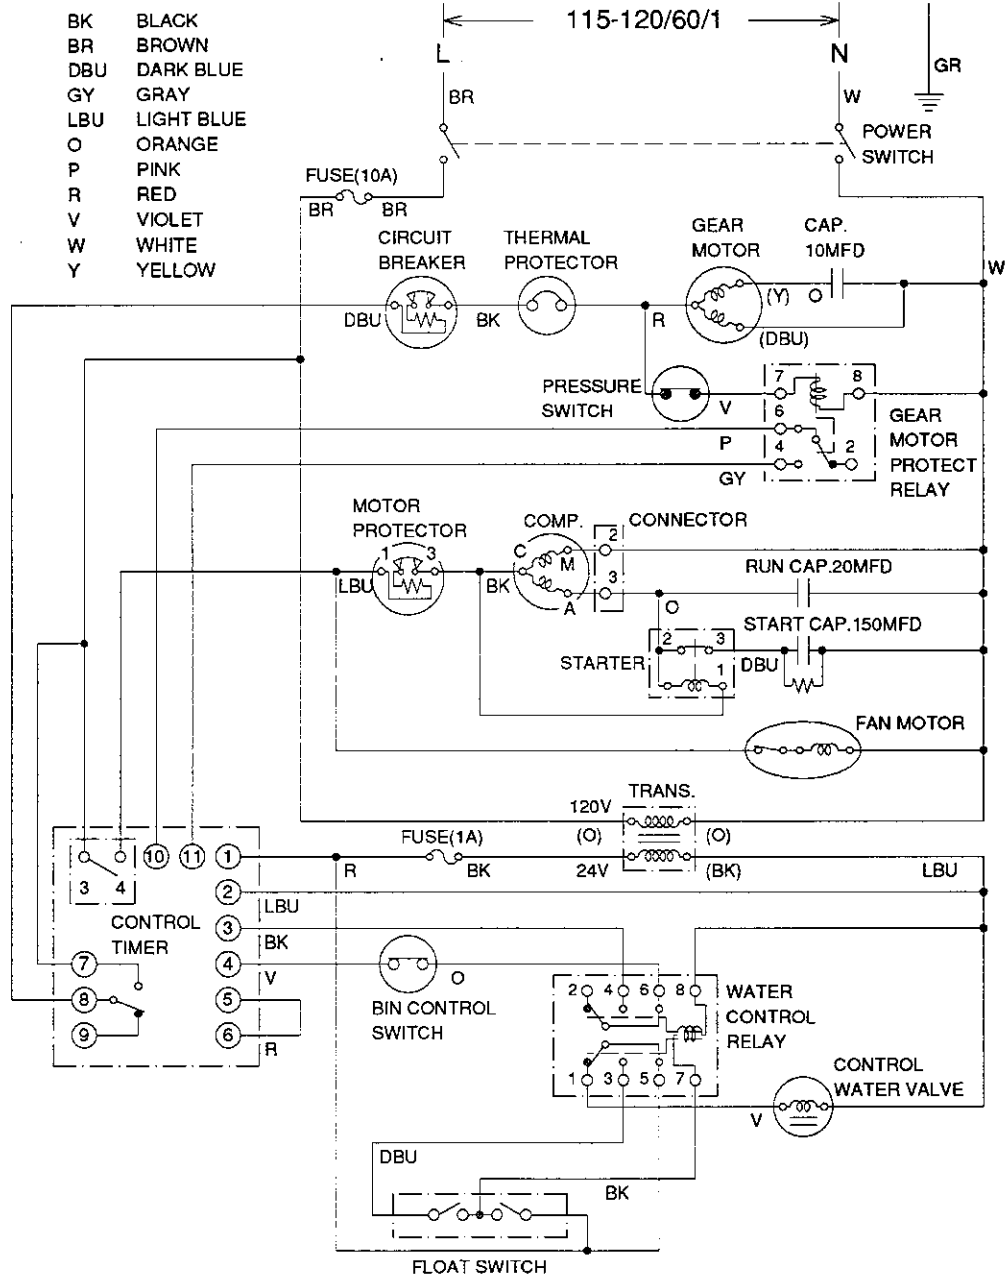 BK BLACK
BR BROWN
DBU DARK BLUE
GY GRAY
LBU LIGHT BLUE
O ORANGE
P PINK
R RED
V VIOLET
W WHITE
Y YELLOW
115-120/60/1
L
N
GR
BR
W
POWER
SWITCH
FUSE(10A)
BR
BR
CIRCUIT
BREAKER
THERMAL
PROTECTOR
GEAR
MOTOR
CAP.
10MFD
W
(Y)
O
DBU
BK
R
(DBU)
PRESSURE
SWITCH
V
7
8
6
4
2
P
GY
GEAR
MOTOR
PROTECT
RELAY
MOTOR
PROTECTOR
1
3
LBU
BK
COMP.
C
M
A
CONNECTOR
2
3
RUN CAP.20MFD
O
START CAP.150MFD
STARTER
2
3
1
DBU
FAN MOTOR
TRANS.
120V
(O)
(O)
24V
(BK)
FUSE(1A)
R
BK
LBU
10
11
1
3
4
2
LBU
CONTROL
TIMER
3
BK
7
4
V
8
5
9
6
R
BIN CONTROL
SWITCH
O
2
4
6
8
WATER
CONTROL
RELAY
1
3
5
7
CONTROL
WATER VALVE
V
DBU
BK
FLOAT SWITCH